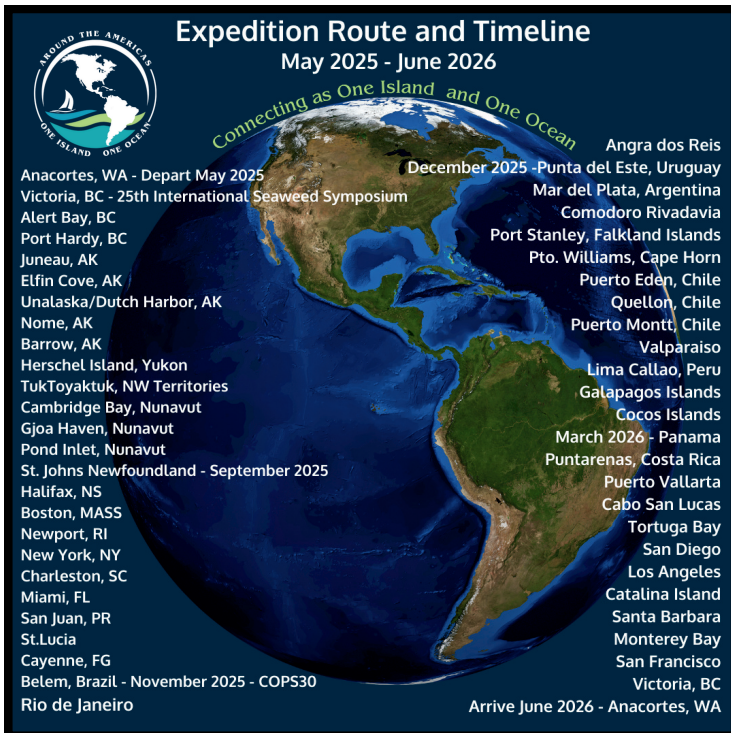 Expedition Route and Timeline
May 2025 - June 2026
AROUND THE AMERICAS
ONE ISLAND ONE OCEAN
Connecting as One Island and One Ocean
Anacortes, WA - Depart May 2025
Victoria, BC - 25th International Seaweed Symposium
Alert Bay, BC
Port Hardy, BC
Juneau, AK
Elfin Cove, AK
Unalaska/Dutch Harbor, AK
Nome, AK
Barrow, AK
Herschel Island, Yukon
TukToyaktuk, NW Territories
Cambridge Bay, Nunavut
Gjoa Haven, Nunavut
Pond Inlet, Nunavut
St. Johns Newfoundland - September 2025
Halifax, NS
Boston, MASS
Newport, RI
New York, NY
Charleston, SC
Miami, FL
San Juan, PR
St.Lucia
Cayenne, FG
Belem, Brazil - November 2025 - COPS30
Rio de Janeiro
Angra dos Reis
December 2025 -Punta del Este, Uruguay
Mar del Plata, Argentina
Comodoro Rivadavia
Port Stanley, Falkland Islands
Pto. Williams, Cape Horn
Puerto Eden, Chile
Quellon, Chile
Puerto Montt, Chile
Valparaiso
Lima Callao, Peru
Galapagos Islands
Cocos Islands
March 2026 - Panama
Puntarenas, Costa Rica
Puerto Vallarta
Cabo San Lucas
Tortuga Bay
San Diego
Los Angeles
Catalina Island
Santa Barbara
Monterey Bay
San Francisco
Victoria, BC
Arrive June 2026 - Anacortes, WA